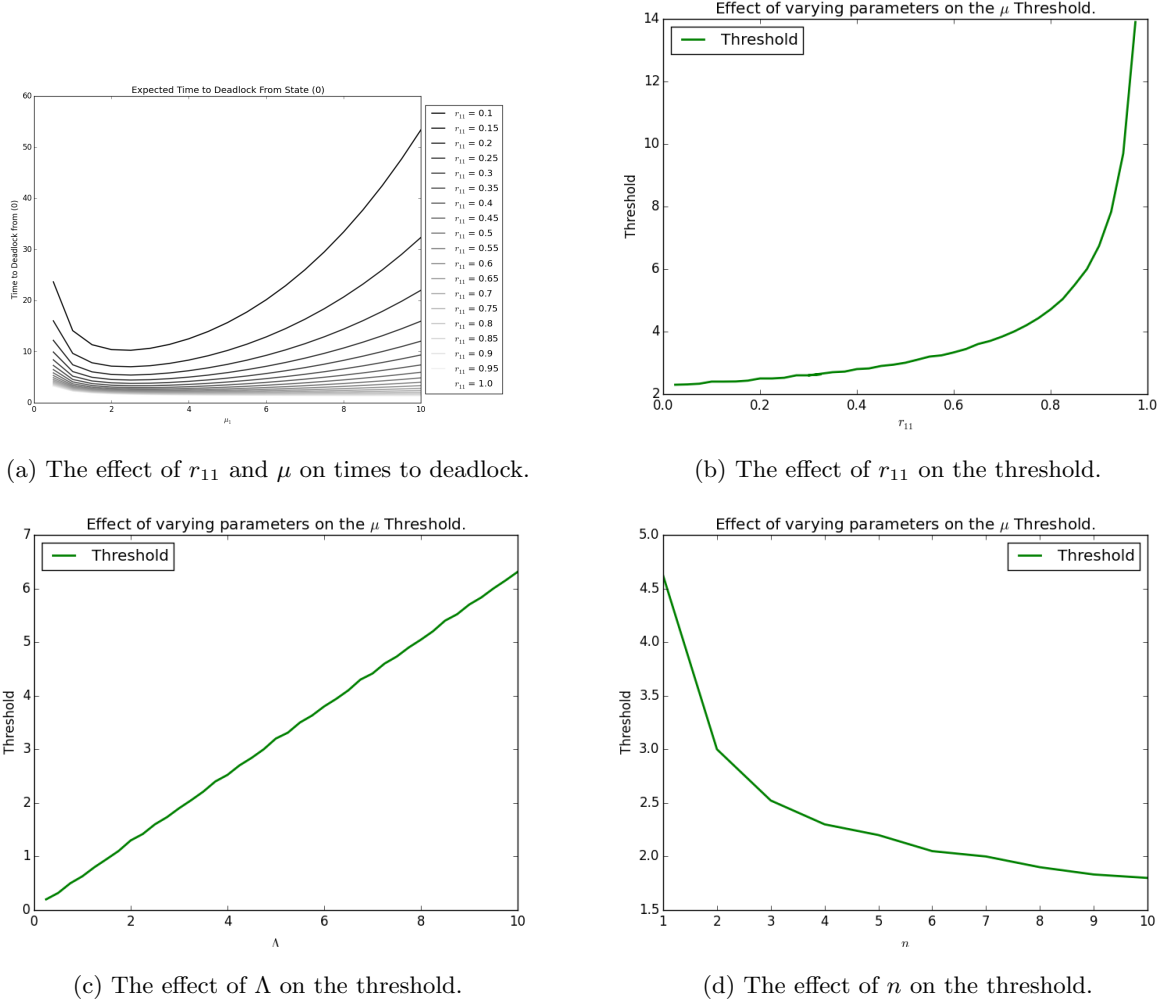 Expected Time to Deadlock From State (0)
Time to Deadlock from (0)
60
50
40
30
20
10
0
0 2 4 6 8 10
μ₁
r₁₁ = 0.1
r₁₁ = 0.15
r₁₁ = 0.2
r₁₁ = 0.25
r₁₁ = 0.3
r₁₁ = 0.35
r₁₁ = 0.4
r₁₁ = 0.45
r₁₁ = 0.5
r₁₁ = 0.55
r₁₁ = 0.6
r₁₁ = 0.65
r₁₁ = 0.7
r₁₁ = 0.75
r₁₁ = 0.8
r₁₁ = 0.85
r₁₁ = 0.9
r₁₁ = 0.95
r₁₁ = 1.0
(a) The effect of r₁₁ and μ on times to deadlock.
Effect of varying parameters on the μ Threshold.
Threshold
Threshold
14
12
10
8
6
4
2
0.0 0.2 0.4 0.6 0.8 1.0
r₁₁
(b) The effect of r₁₁ on the threshold.
Effect of varying parameters on the μ Threshold.
Threshold
Threshold
7
6
5
4
3
2
1
0
0 2 4 6 8 10
Λ
(c) The effect of Λ on the threshold.
Effect of varying parameters on the μ Threshold.
Threshold
Threshold
5.0
4.5
4.0
3.5
3.0
2.5
2.0
1.5
1 2 3 4 5 6 7 8 9 10
n
(d) The effect of n on the threshold.